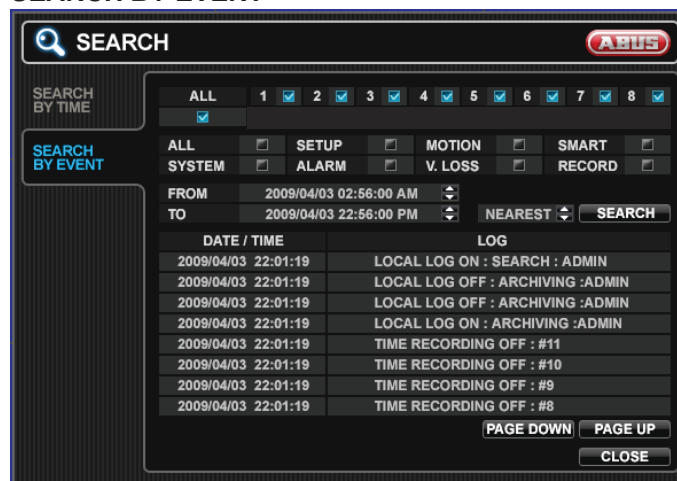 SEARCH BY EVENT
SEARCH ABUS
SEARCH
BY TIME
SEARCH
BY EVENT
ALL 1 2 3 4 5 6 7 8
ALL SETUP MOTION SMART
SYSTEM ALARM V. LOSS RECORD
FROM 2009/04/03 02:56:00 AM
TO 2009/04/03 22:56:00 PM NEAREST SEARCH
DATE / TIME LOG
2009/04/03 22:01:19 LOCAL LOG ON : SEARCH : ADMIN
2009/04/03 22:01:19 LOCAL LOG OFF : ARCHIVING :ADMIN
2009/04/03 22:01:19 LOCAL LOG OFF : ARCHIVING :ADMIN
2009/04/03 22:01:19 LOCAL LOG ON : ARCHIVING :ADMIN
2009/04/03 22:01:19 TIME RECORDING OFF : #11
2009/04/03 22:01:19 TIME RECORDING OFF : #10
2009/04/03 22:01:19 TIME RECORDING OFF : #9
2009/04/03 22:01:19 TIME RECORDING OFF : #8
PAGE DOWN PAGE UP
CLOSE